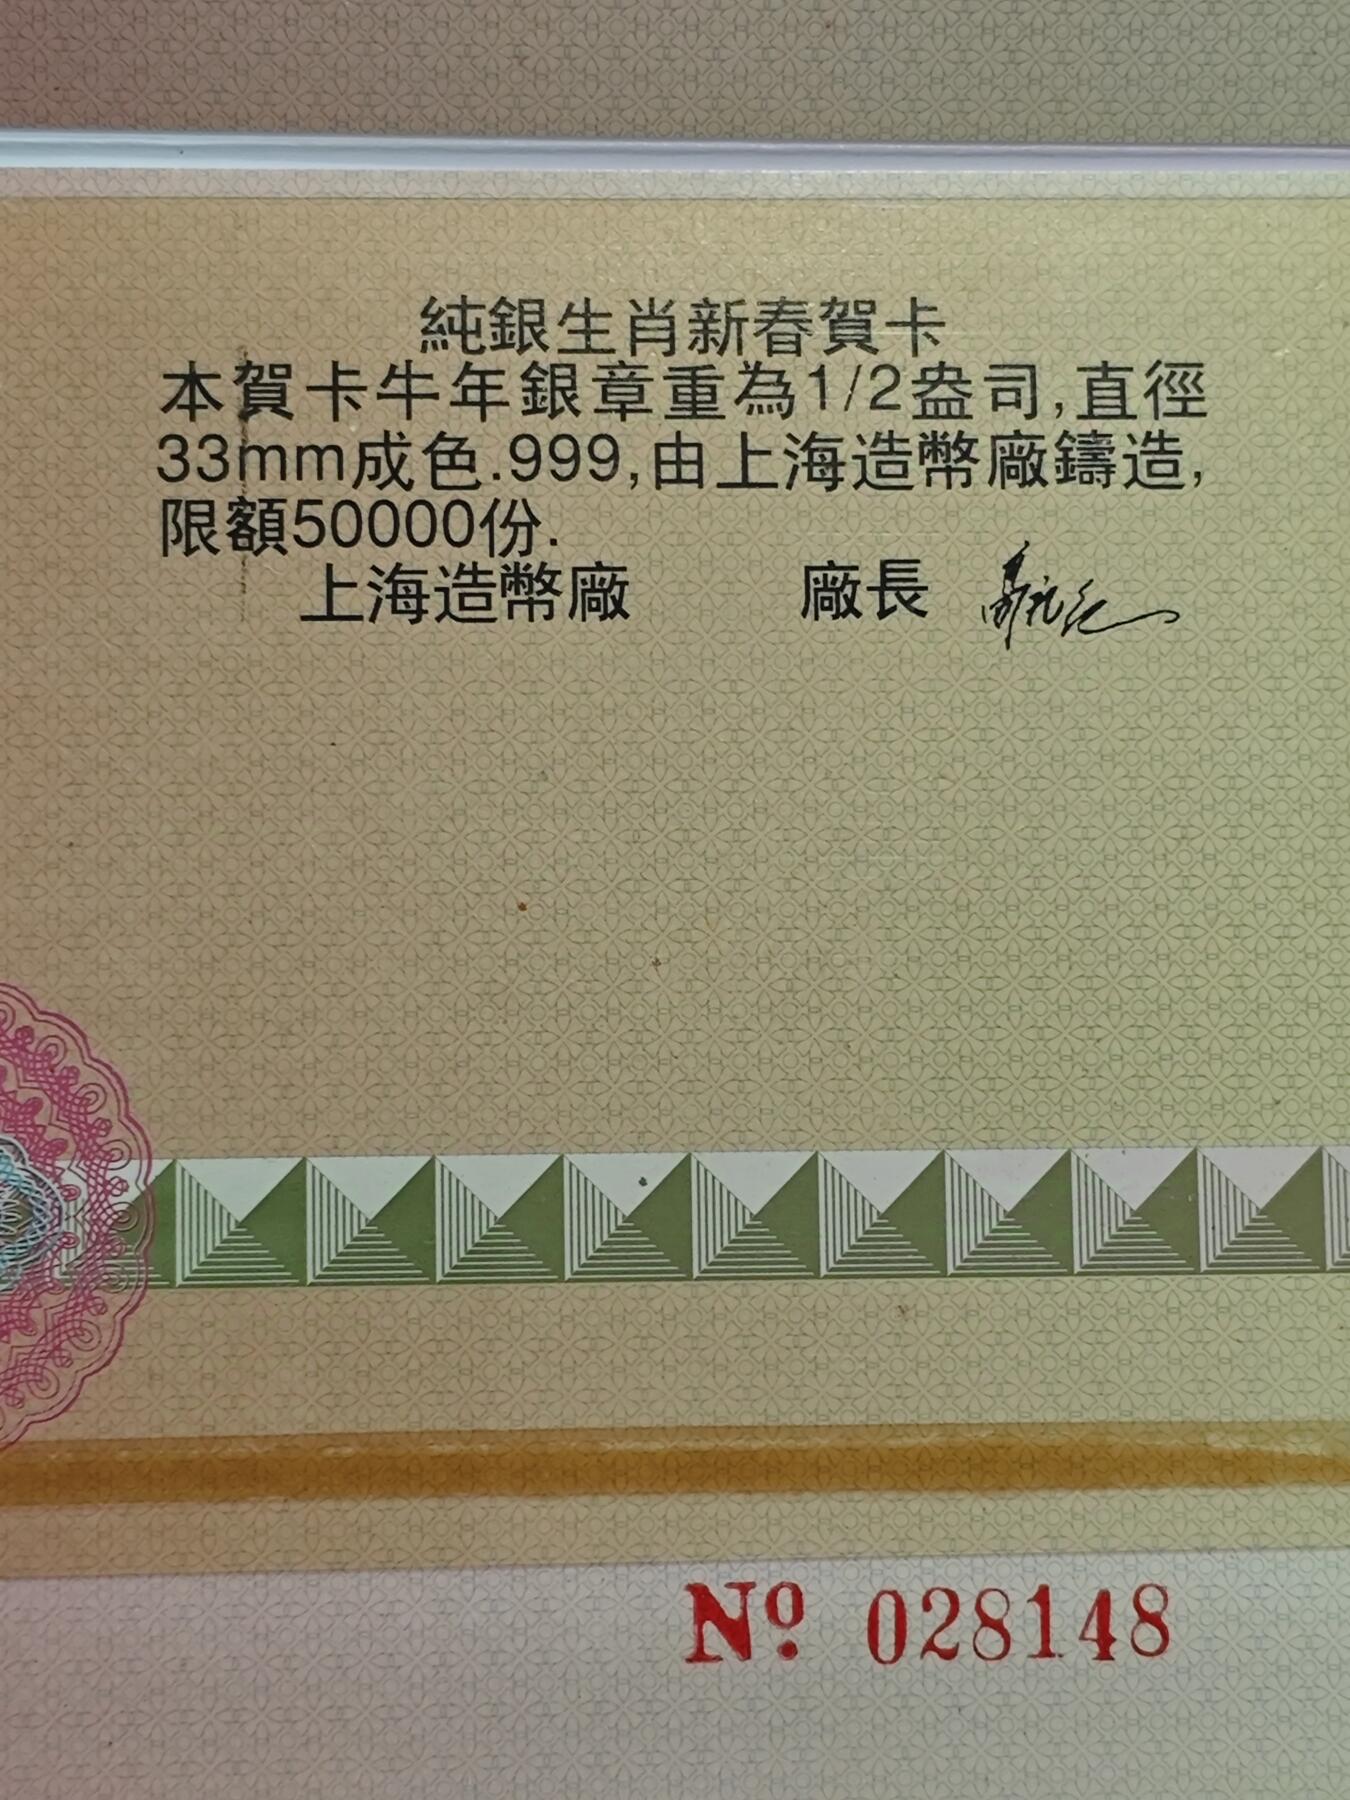 純銀生肖新春賀卡
本賀卡牛年銀章重為1/2盎司,直徑
33mm成色.999,由上海造幣廠鑄造,
限額50000份.
上海造幣廠 廠長
Nº 028148